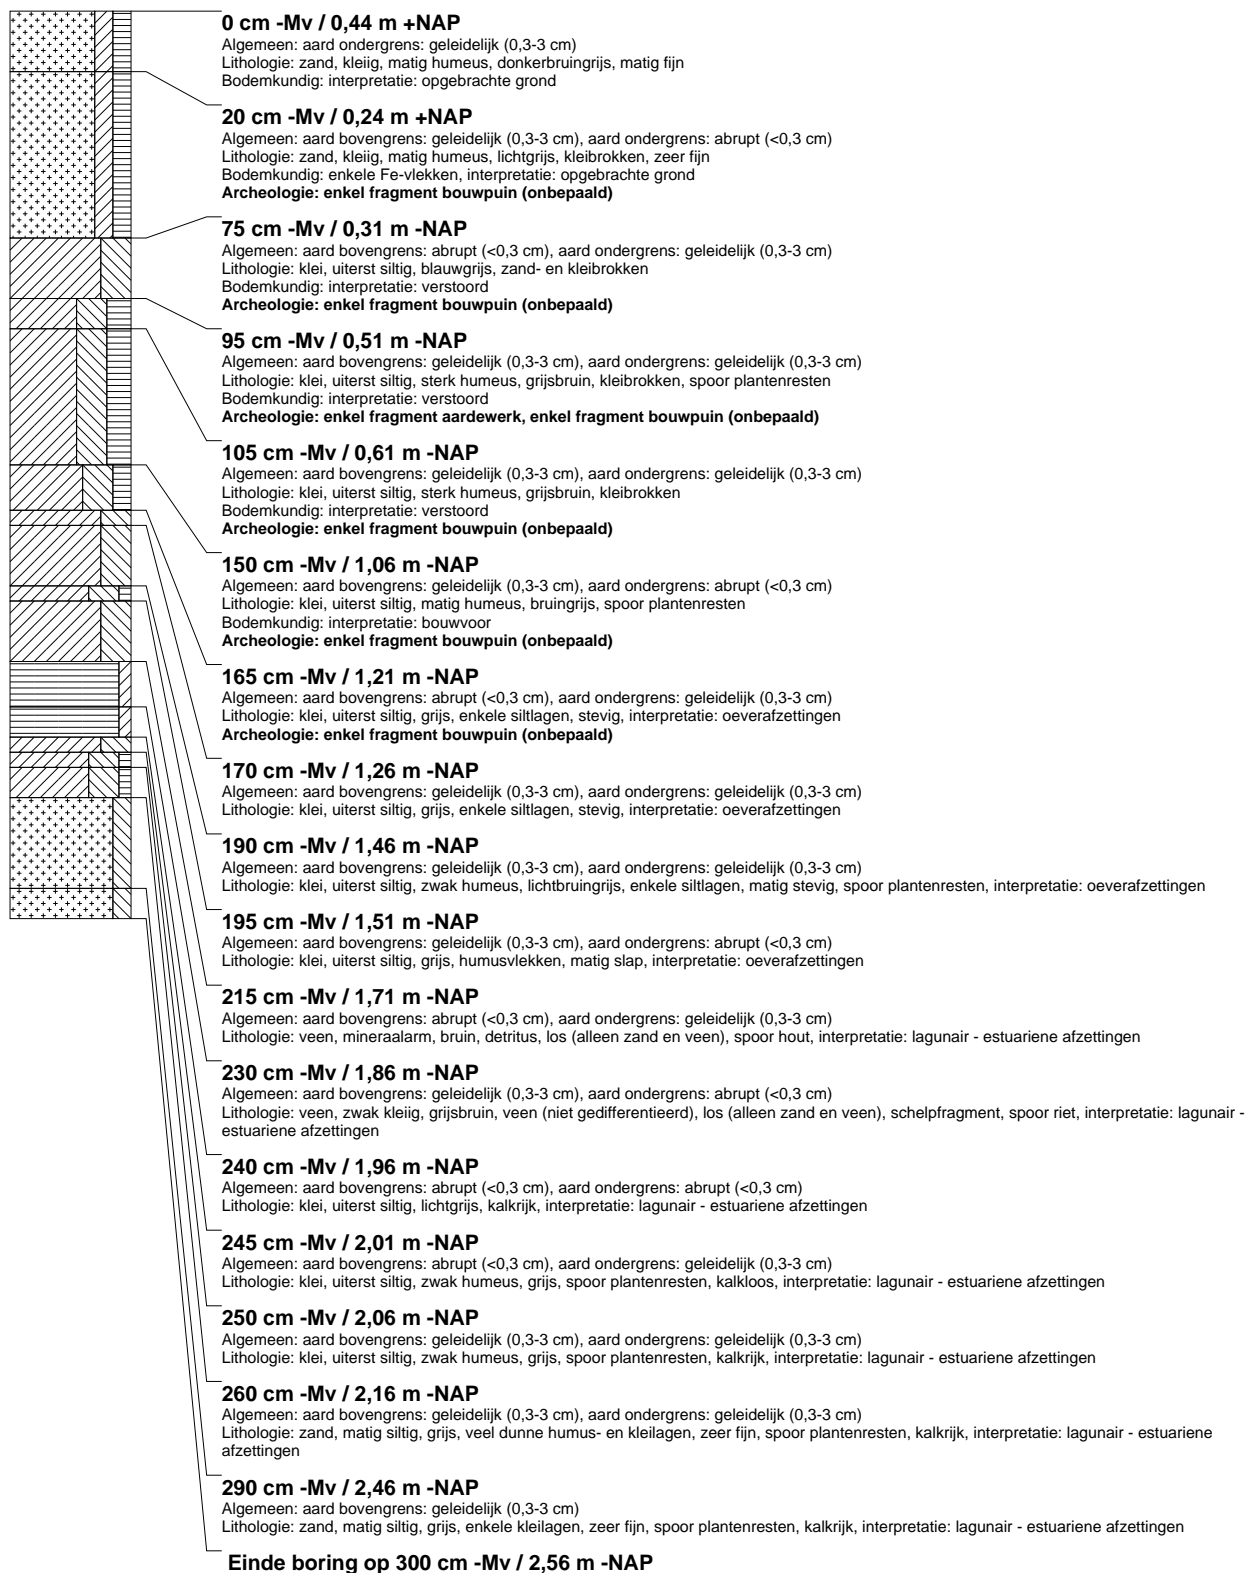 0 cm -Mv / 0,44 m +NAP
Algemeen: aard ondergrens: geleidelijk (0,3-3 cm)
Lithologie: zand, kleiig, matig humeus, donkerbruingrijs, matig fijn
Bodemkundig: interpretatie: opgebrachte grond
20 cm -Mv / 0,24 m +NAP
Algemeen: aard bovengrens: geleidelijk (0,3-3 cm), aard ondergrens: abrupt (<0,3 cm)
Lithologie: zand, kleiig, matig humeus, lichtgrijs, kleibrokken, zeer fijn
Bodemkundig: enkele Fe-vlekken, interpretatie: opgebrachte grond
Archeologie: enkel fragment bouwpuin (onbepaald)
75 cm -Mv / 0,31 m -NAP
Algemeen: aard bovengrens: abrupt (<0,3 cm), aard ondergrens: geleidelijk (0,3-3 cm)
Lithologie: klei, uiterst siltig, blauwgrijs, zand- en kleibrokken
Bodemkundig: interpretatie: verstoord
Archeologie: enkel fragment bouwpuin (onbepaald)
95 cm -Mv / 0,51 m -NAP
Algemeen: aard bovengrens: geleidelijk (0,3-3 cm), aard ondergrens: geleidelijk (0,3-3 cm)
Lithologie: klei, uiterst siltig, sterk humeus, grijsbruin, kleibrokken, spoor plantenresten
Bodemkundig: interpretatie: verstoord
Archeologie: enkel fragment aardewerk, enkel fragment bouwpuin (onbepaald)
105 cm -Mv / 0,61 m -NAP
Algemeen: aard bovengrens: geleidelijk (0,3-3 cm), aard ondergrens: geleidelijk (0,3-3 cm)
Lithologie: klei, uiterst siltig, sterk humeus, grijsbruin, kleibrokken
Bodemkundig: interpretatie: verstoord
Archeologie: enkel fragment bouwpuin (onbepaald)
150 cm -Mv / 1,06 m -NAP
Algemeen: aard bovengrens: geleidelijk (0,3-3 cm), aard ondergrens: abrupt (<0,3 cm)
Lithologie: klei, uiterst siltig, matig humeus, bruingrijs, spoor plantenresten
Bodemkundig: interpretatie: bouwvoor
Archeologie: enkel fragment bouwpuin (onbepaald)
165 cm -Mv / 1,21 m -NAP
Algemeen: aard bovengrens: abrupt (<0,3 cm), aard ondergrens: geleidelijk (0,3-3 cm)
Lithologie: klei, uiterst siltig, grijs, enkele siltlagen, stevig, interpretatie: oeverafzettingen
Archeologie: enkel fragment bouwpuin (onbepaald)
170 cm -Mv / 1,26 m -NAP
Algemeen: aard bovengrens: geleidelijk (0,3-3 cm), aard ondergrens: geleidelijk (0,3-3 cm)
Lithologie: klei, uiterst siltig, grijs, enkele siltlagen, stevig, interpretatie: oeverafzettingen
190 cm -Mv / 1,46 m -NAP
Algemeen: aard bovengrens: geleidelijk (0,3-3 cm), aard ondergrens: geleidelijk (0,3-3 cm)
Lithologie: klei, uiterst siltig, zwak humeus, lichtbruingrijs, enkele siltlagen, matig stevig, spoor plantenresten, interpretatie: oeverafzettingen
195 cm -Mv / 1,51 m -NAP
Algemeen: aard bovengrens: geleidelijk (0,3-3 cm), aard ondergrens: abrupt (<0,3 cm)
Lithologie: klei, uiterst siltig, grijs, humusvlekken, matig slap, interpretatie: oeverafzettingen
215 cm -Mv / 1,71 m -NAP
Algemeen: aard bovengrens: abrupt (<0,3 cm), aard ondergrens: geleidelijk (0,3-3 cm)
Lithologie: veen, mineraalarm, bruin, detritus, los (alleen zand en veen), spoor hout, interpretatie: lagunair - estuariene afzettingen
230 cm -Mv / 1,86 m -NAP
Algemeen: aard bovengrens: geleidelijk (0,3-3 cm), aard ondergrens: abrupt (<0,3 cm)
Lithologie: veen, zwak kleiig, grijsbruin, veen (niet gedifferentieerd), los (alleen zand en veen), schelpfragment, spoor riet, interpretatie: lagunair -
estuariene afzettingen
240 cm -Mv / 1,96 m -NAP
Algemeen: aard bovengrens: abrupt (<0,3 cm), aard ondergrens: abrupt (<0,3 cm)
Lithologie: klei, uiterst siltig, lichtgrijs, kalkrijk, interpretatie: lagunair - estuariene afzettingen
245 cm -Mv / 2,01 m -NAP
Algemeen: aard bovengrens: abrupt (<0,3 cm), aard ondergrens: geleidelijk (0,3-3 cm)
Lithologie: klei, uiterst siltig, zwak humeus, grijs, spoor plantenresten, kalkloos, interpretatie: lagunair - estuariene afzettingen
250 cm -Mv / 2,06 m -NAP
Algemeen: aard bovengrens: geleidelijk (0,3-3 cm), aard ondergrens: geleidelijk (0,3-3 cm)
Lithologie: klei, uiterst siltig, zwak humeus, grijs, spoor plantenresten, kalkrijk, interpretatie: lagunair - estuariene afzettingen
260 cm -Mv / 2,16 m -NAP
Algemeen: aard bovengrens: geleidelijk (0,3-3 cm), aard ondergrens: geleidelijk (0,3-3 cm)
Lithologie: zand, matig siltig, grijs, veel dunne humus- en kleilagen, zeer fijn, spoor plantenresten, kalkrijk, interpretatie: lagunair - estuariene
afzettingen
290 cm -Mv / 2,46 m -NAP
Algemeen: aard bovengrens: geleidelijk (0,3-3 cm)
Lithologie: zand, matig siltig, grijs, enkele kleilagen, zeer fijn, spoor plantenresten, kalkrijk, interpretatie: lagunair - estuariene afzettingen
Einde boring op 300 cm -Mv / 2,56 m -NAP